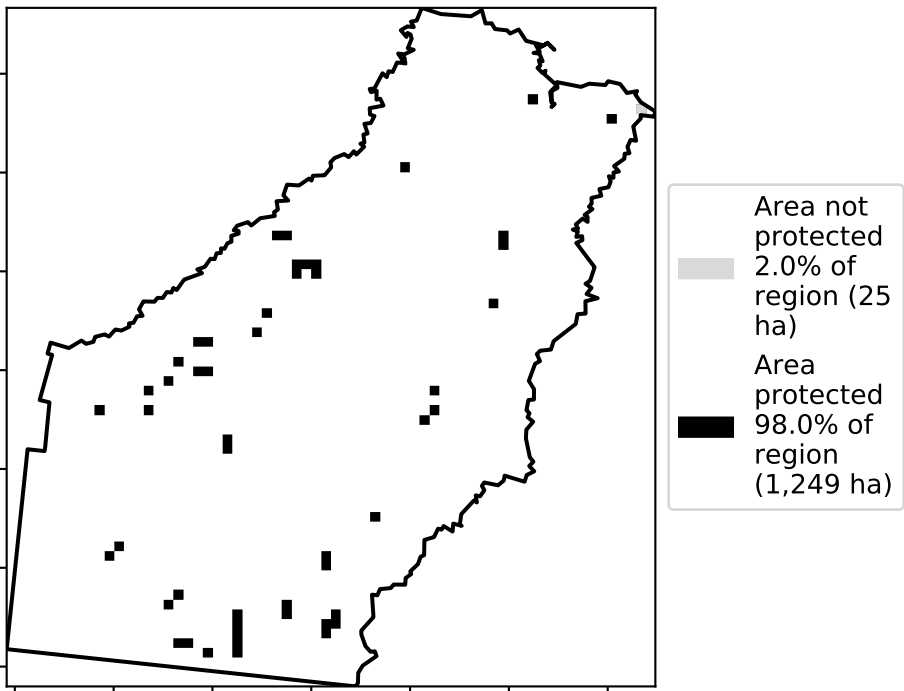 Area not
protected
2.0% of
region (25
ha)
Area
protected
98.0% of
region
(1,249 ha)